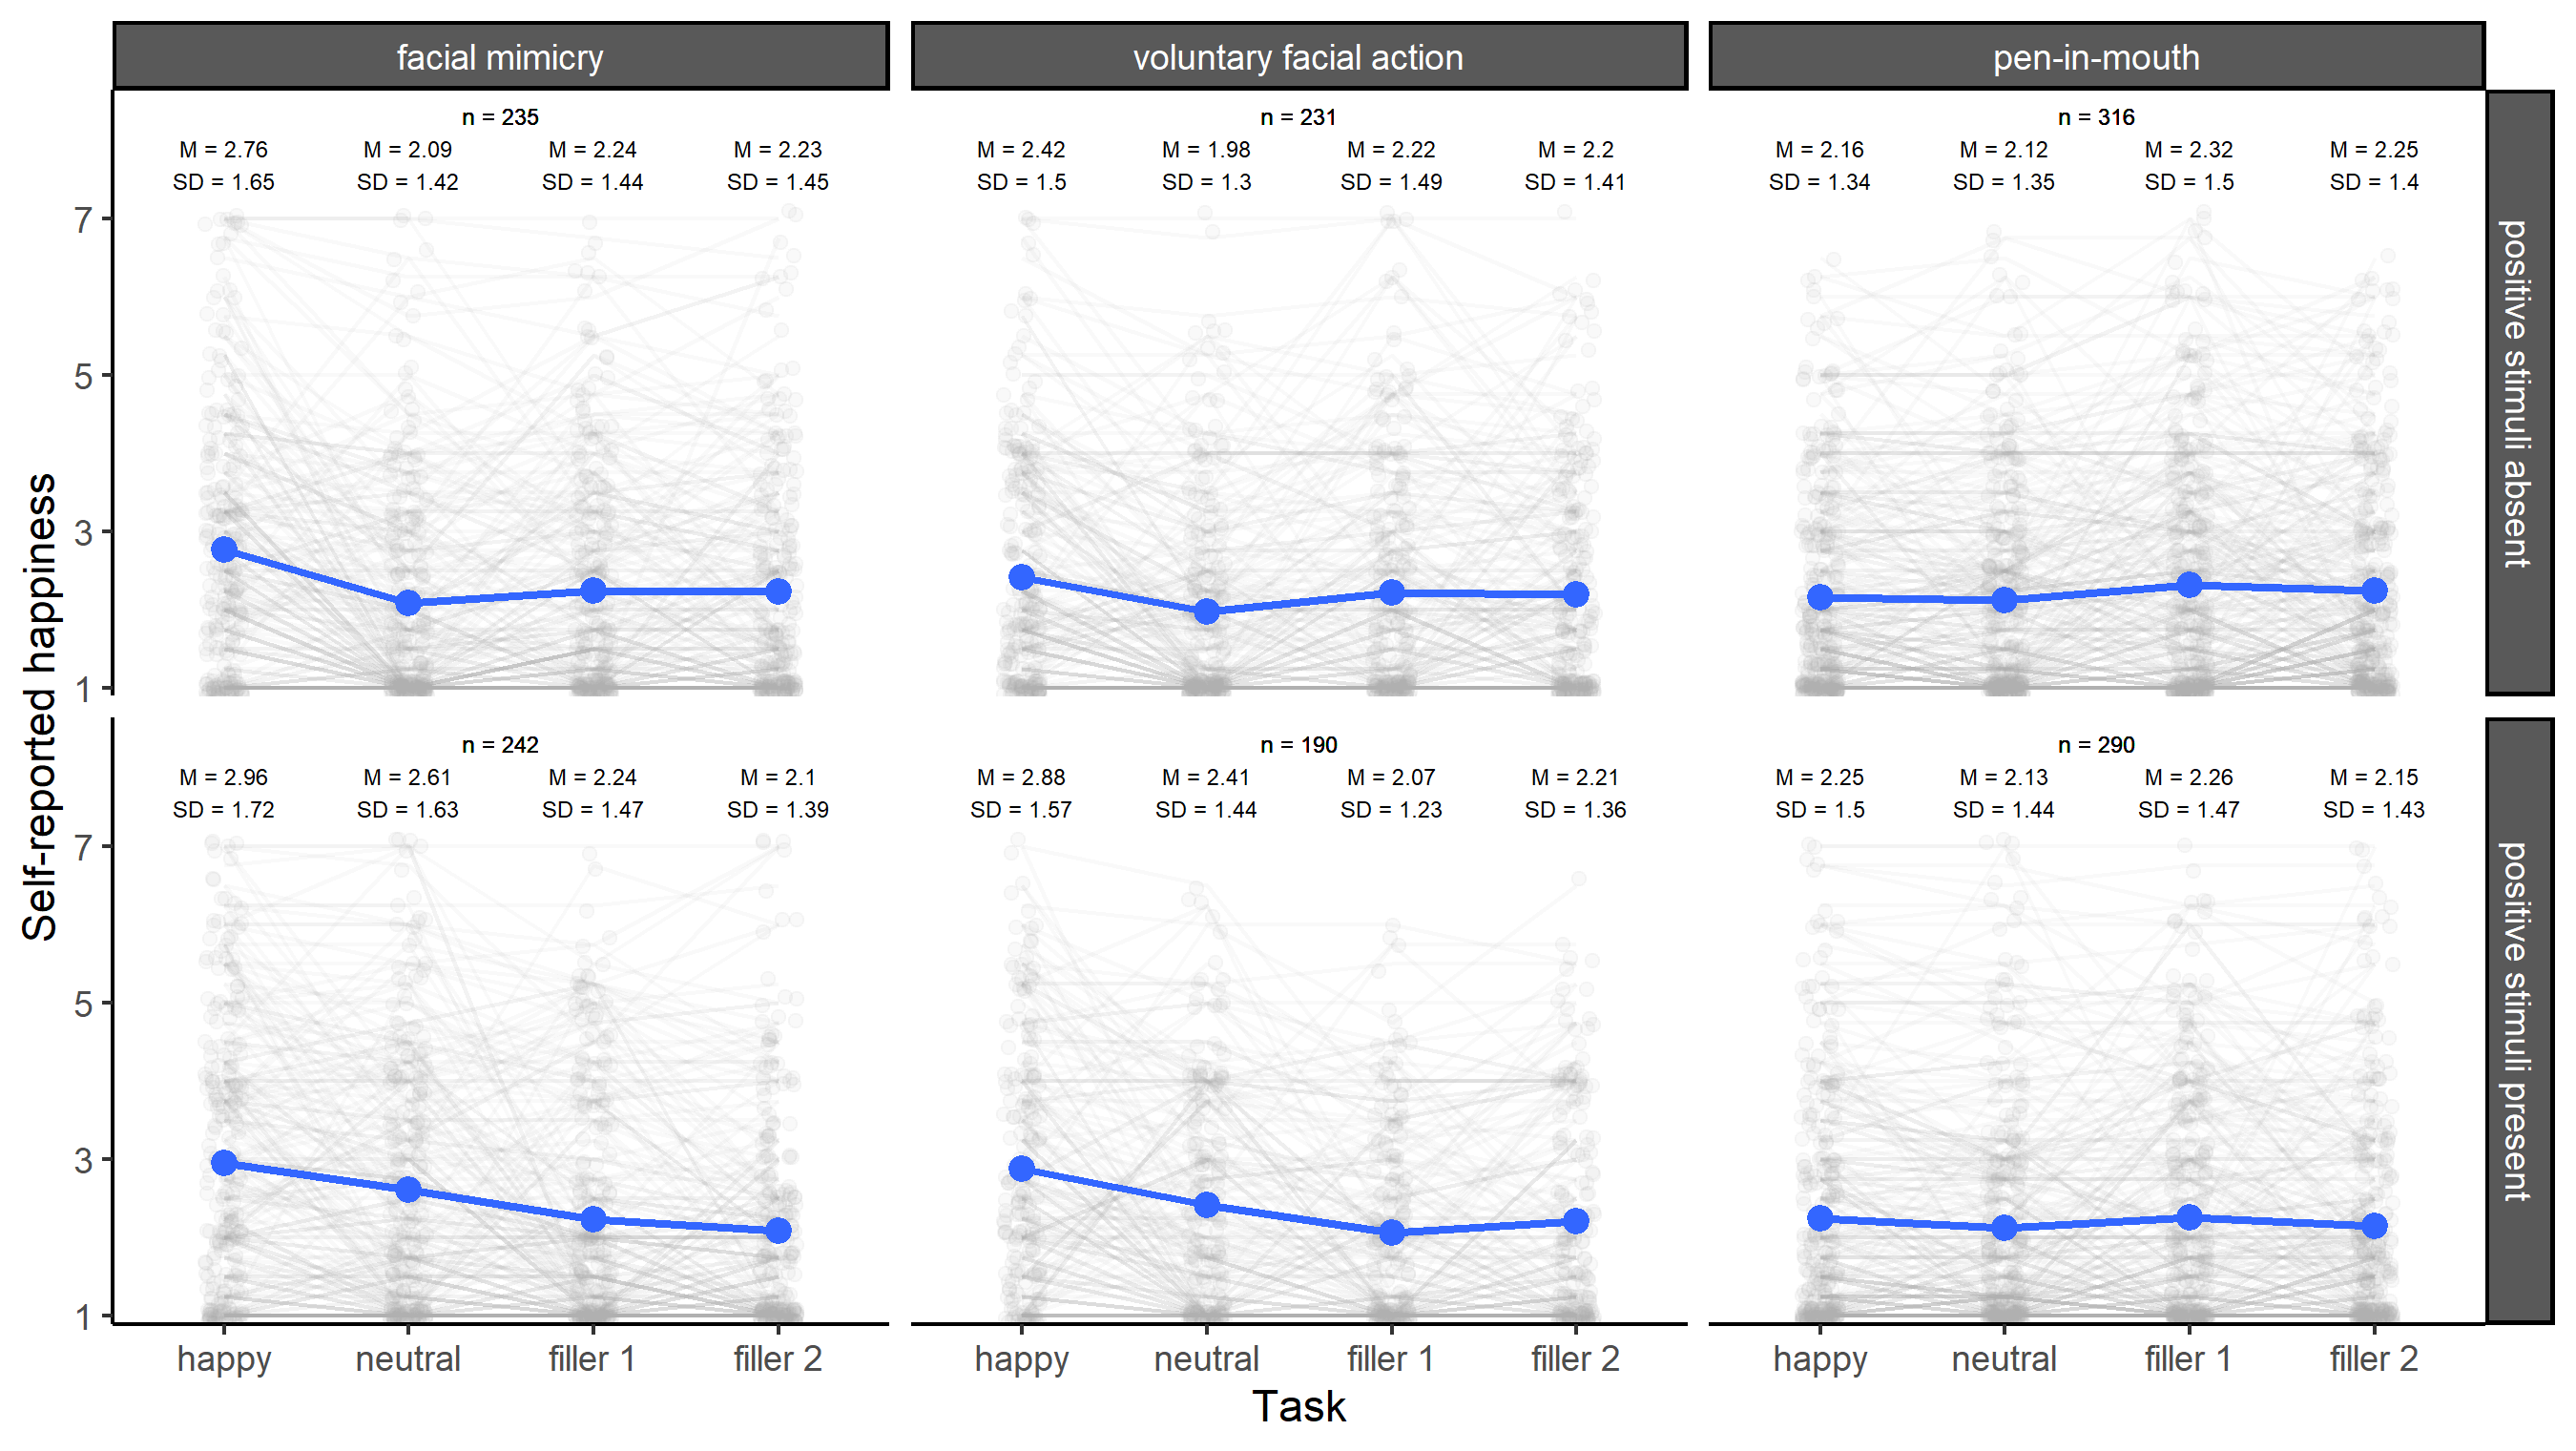 facial mimicry
voluntary facial action
pen-in-mouth
n = 235
n = 231
n = 316
M = 2.76
M = 2.09
M = 2.24
M = 2.23
M = 2.42
M = 1.98
M = 2.22
M = 2.2
M = 2.16
M = 2.12
M = 2.32
M = 2.25
SD = 1.65
SD = 1.42
SD = 1.44
SD = 1.45
SD = 1.5
SD = 1.3
SD = 1.49
SD = 1.41
SD = 1.34
SD = 1.35
SD = 1.5
SD = 1.4
7
5
3
1
positive stimuli absent
Self-reported happiness
n = 242
n = 190
n = 290
M = 2.96
M = 2.61
M = 2.24
M = 2.1
M = 2.88
M = 2.41
M = 2.07
M = 2.21
M = 2.25
M = 2.13
M = 2.26
M = 2.15
SD = 1.72
SD = 1.63
SD = 1.47
SD = 1.39
SD = 1.57
SD = 1.44
SD = 1.23
SD = 1.36
SD = 1.5
SD = 1.44
SD = 1.47
SD = 1.43
7
5
3
1
positive stimuli present
happy
neutral
filler 1
filler 2
happy
neutral
filler 1
filler 2
happy
neutral
filler 1
filler 2
Task